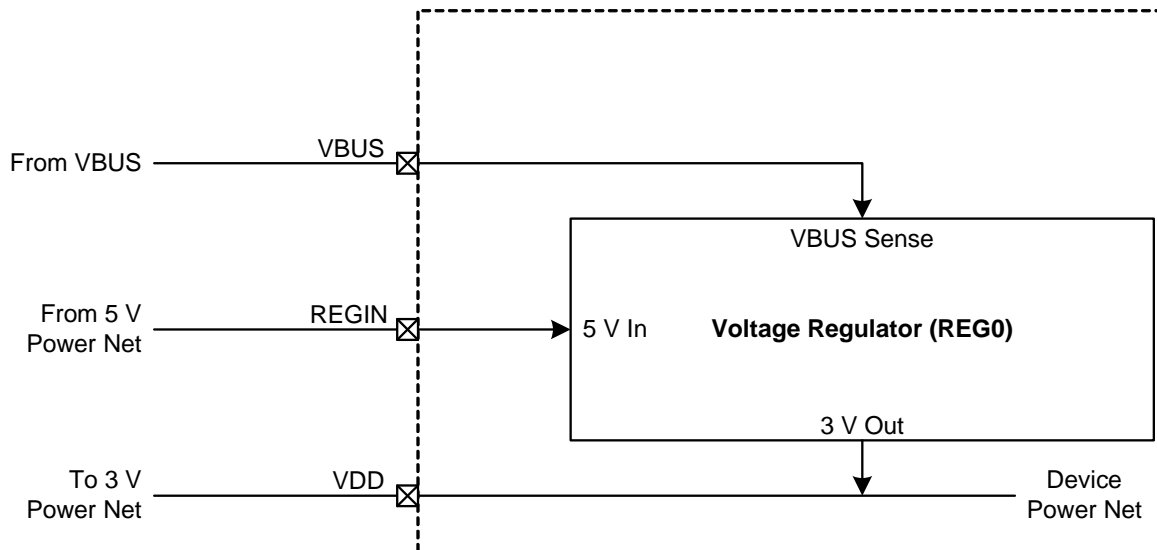 From VBUS
VBUS
VBUS Sense
From 5 V
Power Net
REGIN
5 V In
Voltage Regulator (REG0)
3 V Out
To 3 V
Power Net
VDD
Device
Power Net